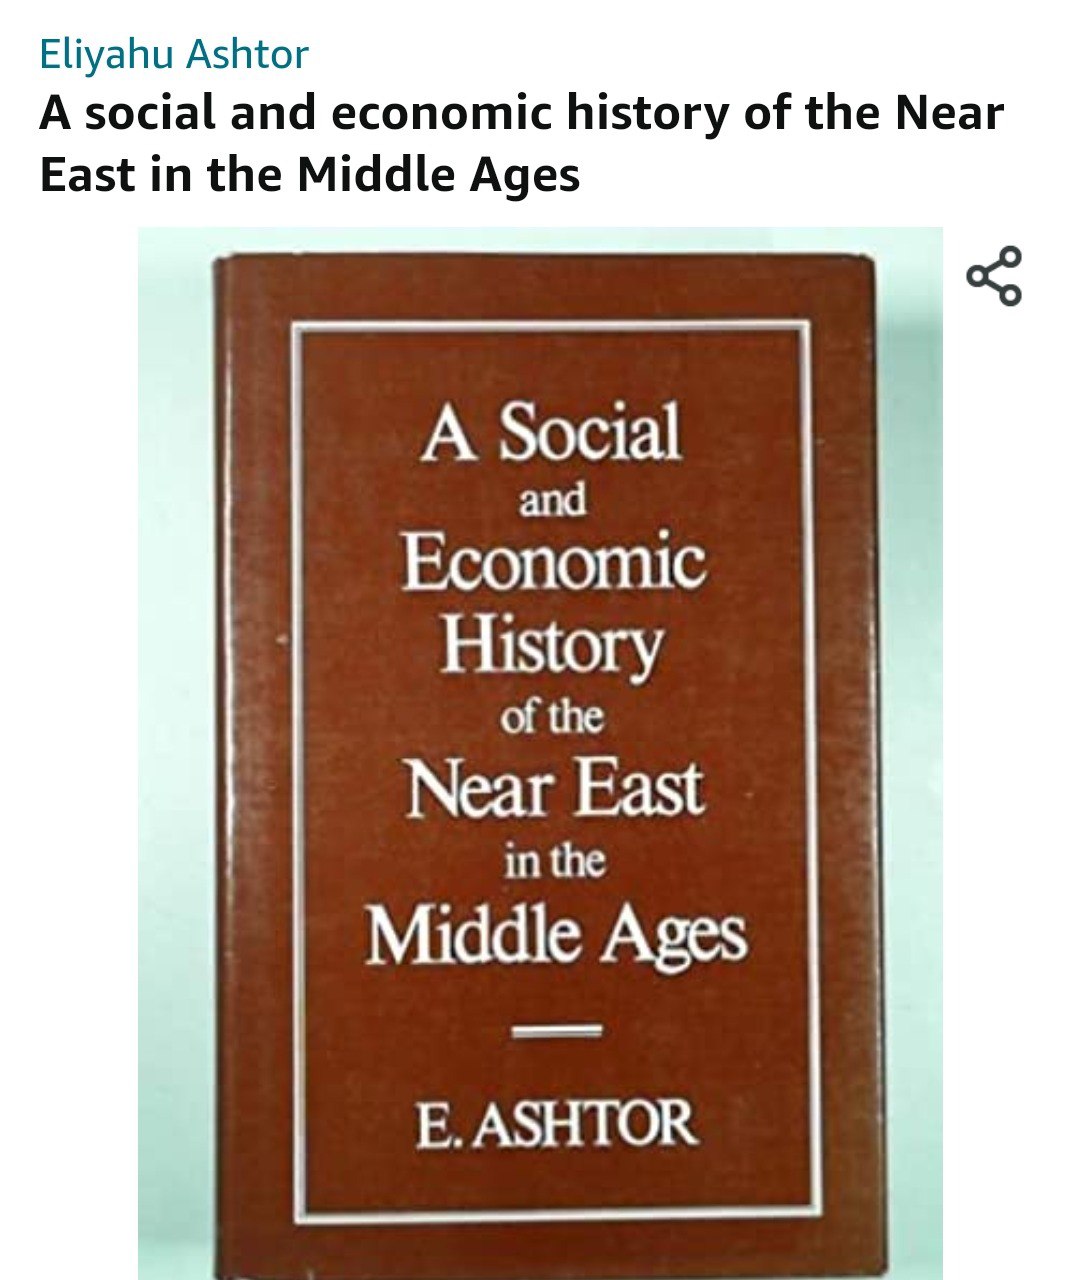 Eliyahu Ashtor
A social and economic history of the Near
East in the Middle Ages
A Social
and
Economic
History
of the
Near East
in the
Middle Ages
E. ASHTOR